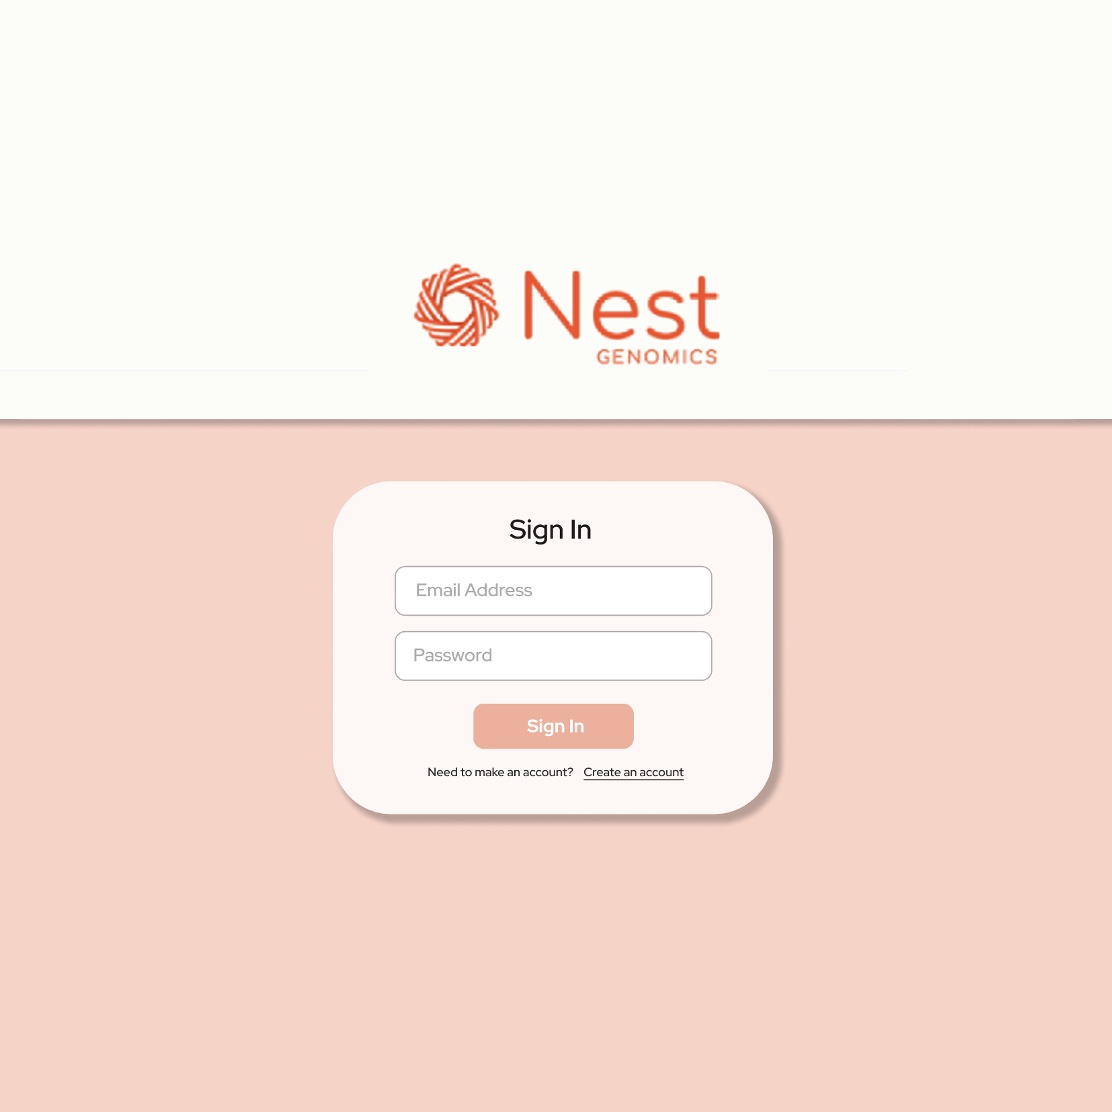 Nest
GENOMICS
Sign In
Email Address
Password
Sign In
Need to make an account? Create an account